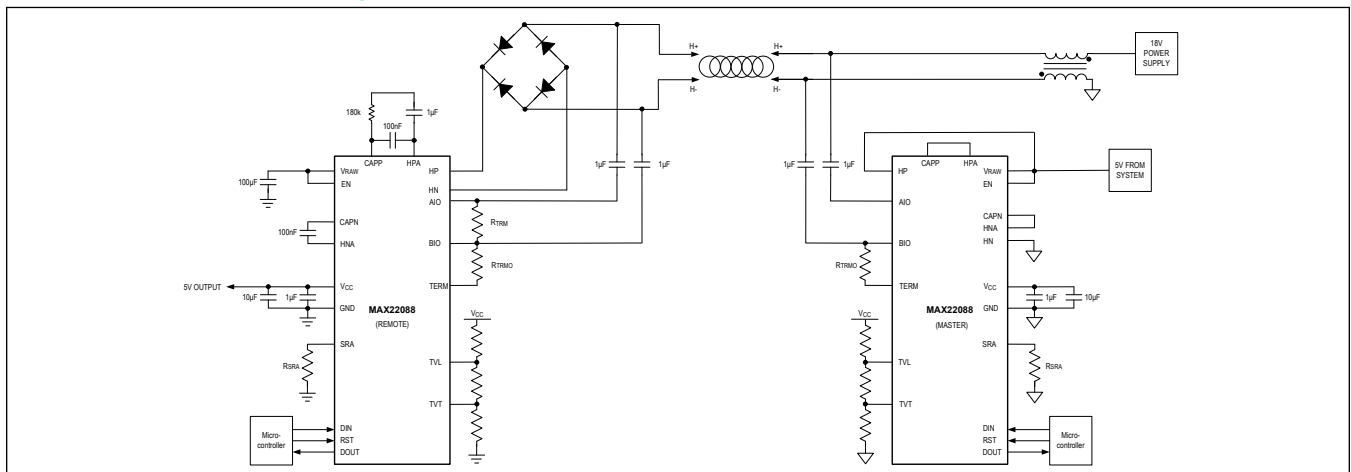 H+
H-
H+
H-
18V
POWER
SUPPLY
180k
1µF
100nF
CAPP
HPA
100µF
VRAW
EN
HP
HN
AIO
1µF
1µF
RTRM
CAPN
100nF
HNA
BIO
RTRMO
TERM
5V OUTPUT
10µF
1µF
VCC
GND
MAX22088
(REMOTE)
SRA
RSRA
VCC
TVL
TVT
Micro-
controller
DIN
RST
DOUT
1µF
1µF
CAPP
HPA
HP
VRAW
EN
5V FROM
SYSTEM
AIO
CAPN
HNA
HN
BIO
RTRMO
TERM
VCC
1µF
10µF
GND
MAX22088
(MASTER)
SRA
RSRA
VCC
TVL
TVT
DIN
RST
DOUT
Micro-
controller